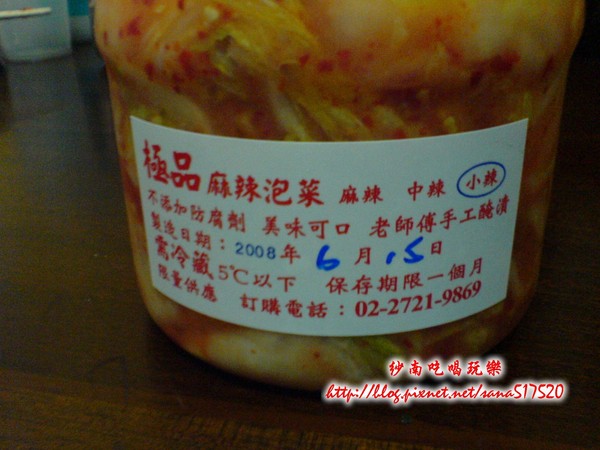 極品麻辣泡菜 麻辣 中辣 小辣
不添加防腐劑 美味可口 老師傅手工醃漬
製造日期：2008年 6月 15日
需冷藏 5℃以下 保存期限一個月
限量供應 訂購電話：02-2721-9869
紗南吃喝玩樂
http://blog.pixnet.net/sana517520